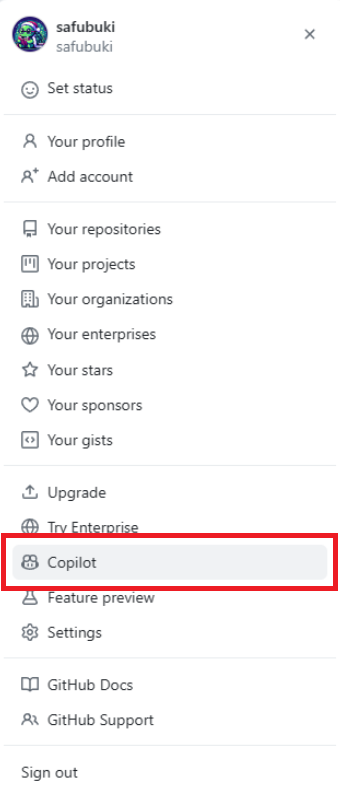 safubuki
safubuki
Set status
Your profile
Add account
Your repositories
Your projects
Your organizations
Your enterprises
Your stars
Your sponsors
Your gists
Upgrade
Try Enterprise
Copilot
Feature preview
Settings
GitHub Docs
GitHub Support
Sign out